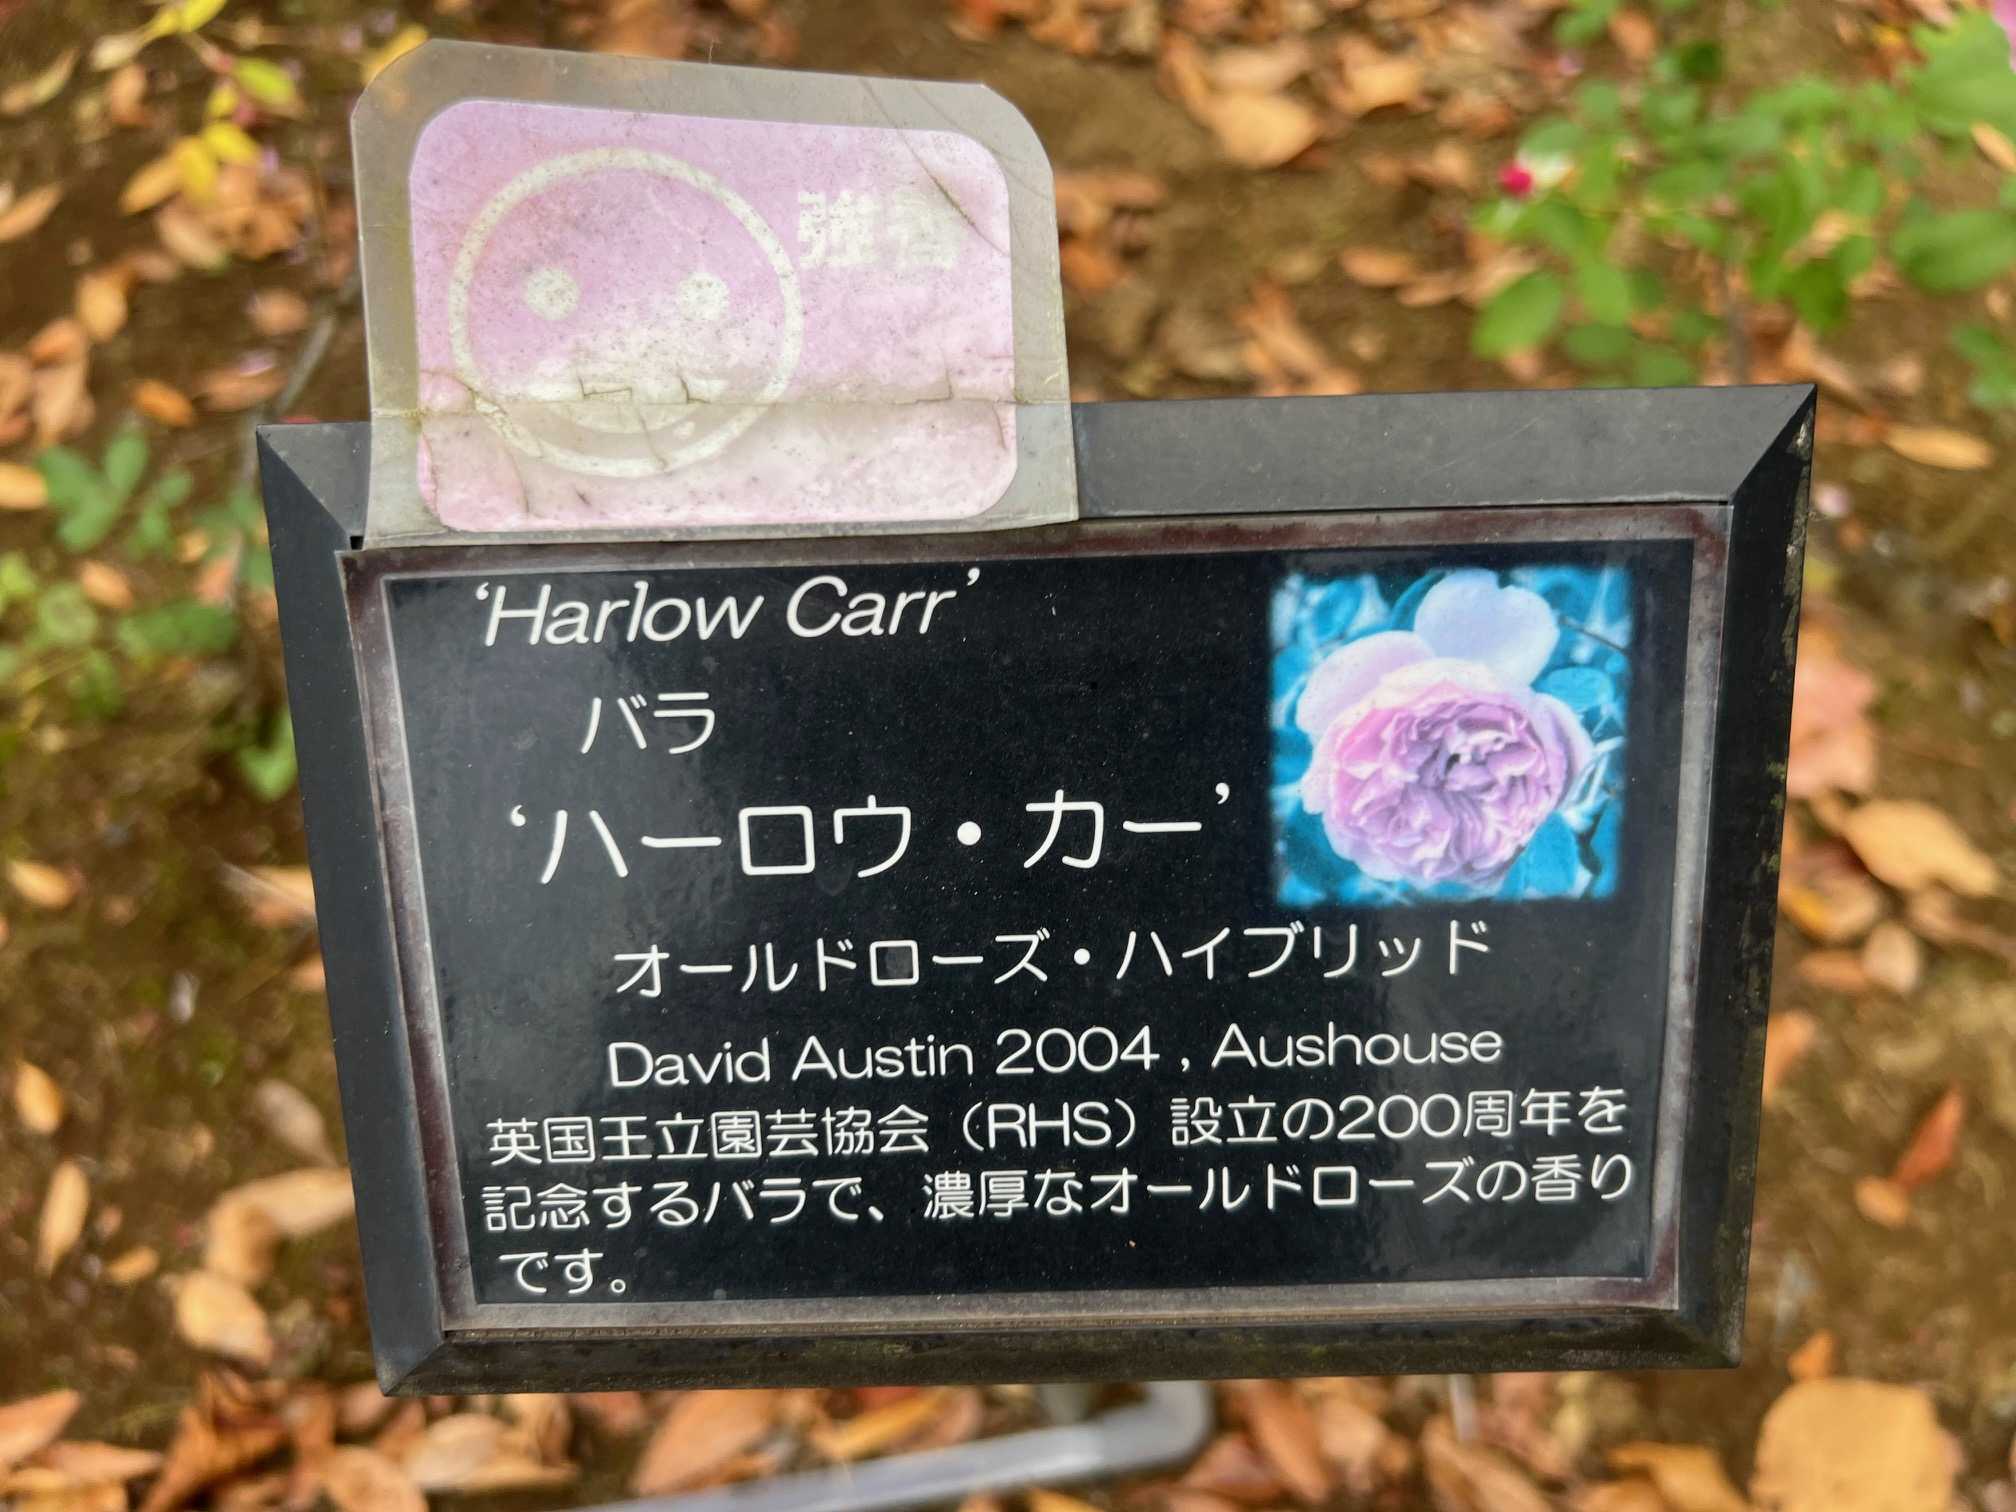 強香
‘Harlow Carr’
バラ
‘ハーロウ・カー’
オールドローズ・ハイブリッド
David Austin 2004 , Aushouse
英国王立園芸協会（RHS）設立の200周年を
記念するバラで、濃厚なオールドローズの香り
です。